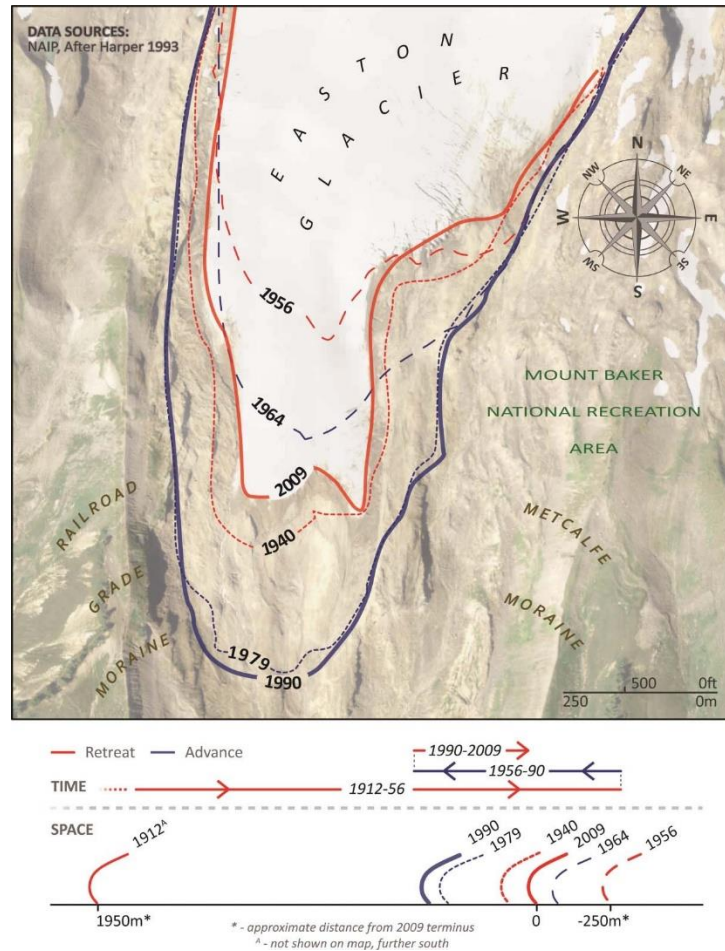 DATA SOURCES:
NAIP, After Harper 1993
EASTON
GLACIER
N
NW
NE
W
E
SW
SE
S
1956
1964
MOUNT BAKER
NATIONAL RECREATION
AREA
2009
1940
RAILROAD
GRADE
MORAINE
METCALFE
MORAINE
1979
1990
500 0ft
250 0m
Retreat Advance
1990-2009
1956-90
TIME
1912-56
SPACE
1912^
1990
1979
1940
2009
1964
1956
1950m*
0
-250m*
* - approximate distance from 2009 terminus
^ - not shown on map, further south